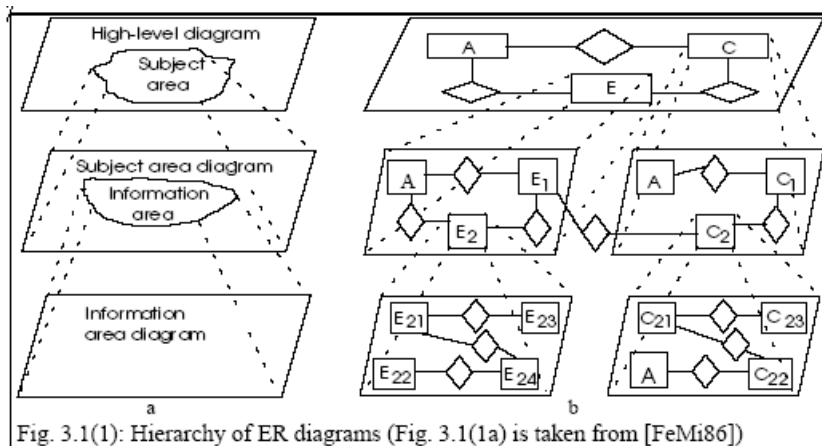 High-level diagram
Subject
area
A
C
E
Subject area diagram
Information
area
A
E1
E2
A
C1
C2
Information
area diagram
E21
E23
E22
E24
C21
C23
A
C22
a
b
Fig. 3.1(1): Hierarchy of ER diagrams (Fig. 3.1(1a) is taken from [FeMi86])